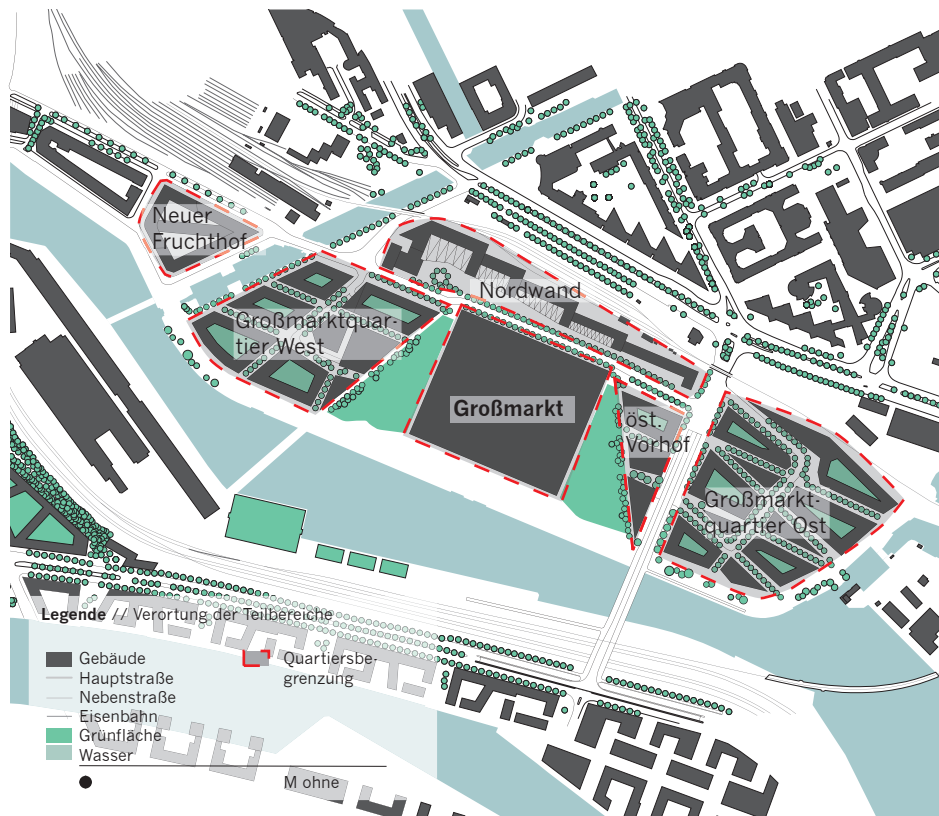 Neuer
Fruchthof
Nordwand
Großmarktquar-
tier West
Großmarkt
öst.
Vorhof
Großmarkt-
quartier Ost
Legende // Verortung der Teilbereiche
Gebäude
Hauptstraße
Nebenstraße
Eisenbahn
Grünfläche
Wasser
Quartiersbe-
grenzung
M ohne